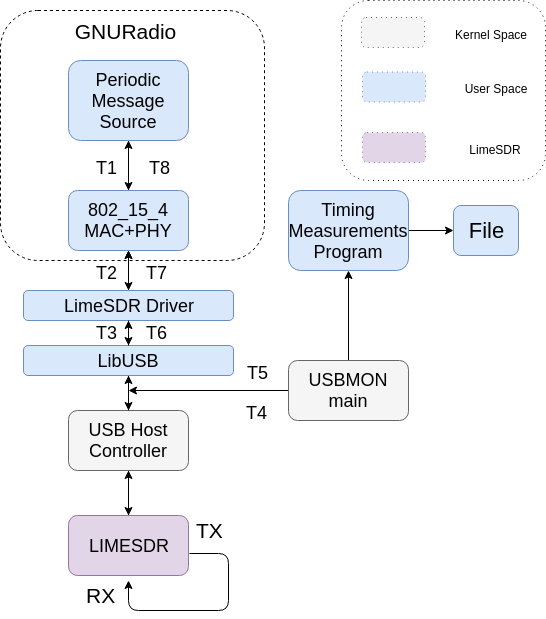 GNURadio
Periodic
Message
Source
T1 T8
802_15_4
MAC+PHY
T2 T7
LimeSDR Driver
T3 T6
LibUSB
T5
T4
USB Host
Controller
LIMESDR
TX
RX
Kernel Space
User Space
LimeSDR
Timing
Measurements
Program
File
USBMON
main